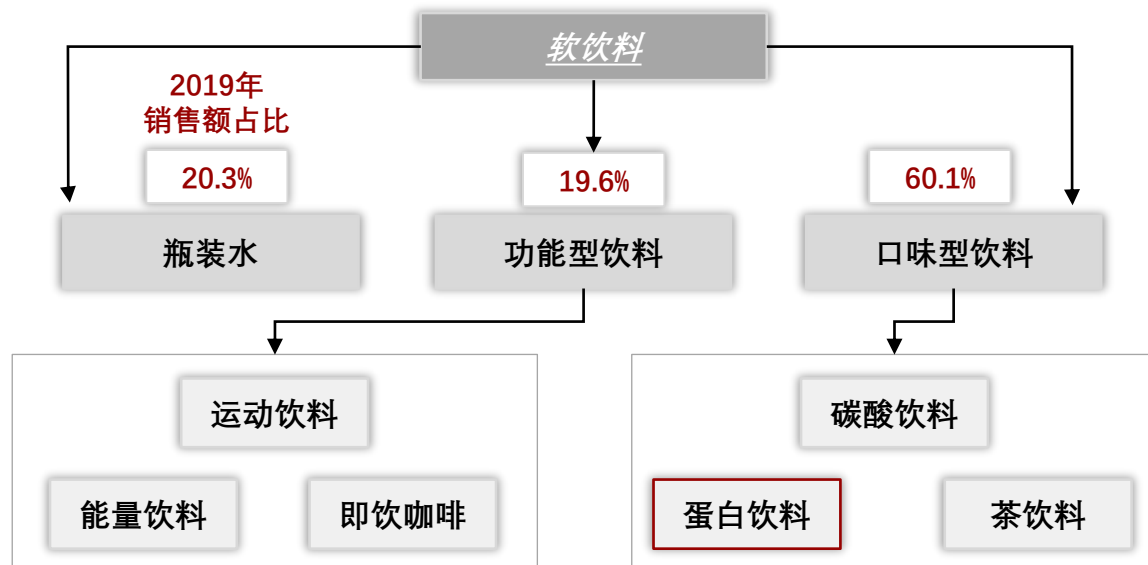 软饮料
2019年
销售额占比
20.3%
19.6%
60.1%
瓶装水
功能型饮料
口味型饮料
运动饮料
碳酸饮料
能量饮料
即饮咖啡
蛋白饮料
茶饮料